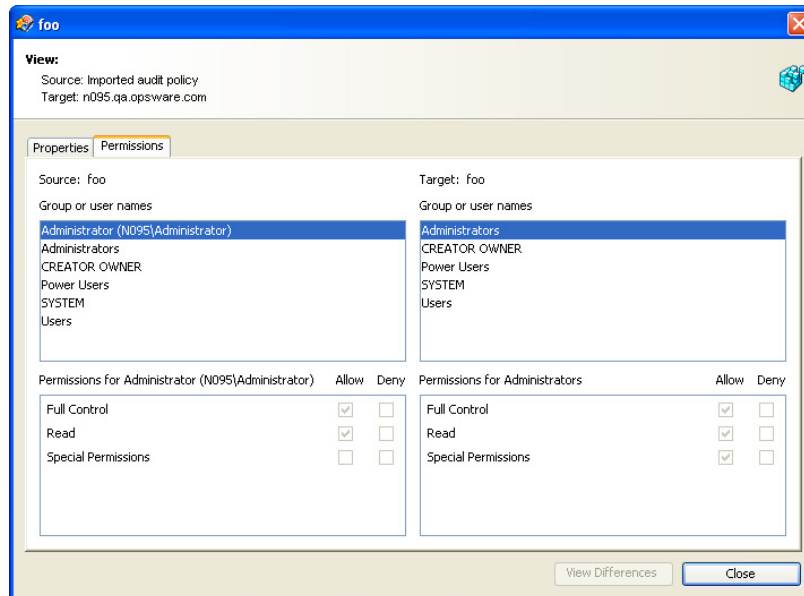 foo
View:
Source: Imported audit policy
Target: n095.qa.opsware.com
Properties
Permissions
Source: foo
Group or user names
Administrator (N095\Administrator)
Administrators
CREATOR OWNER
Power Users
SYSTEM
Users
Target: foo
Group or user names
Administrators
CREATOR OWNER
Power Users
SYSTEM
Users
Permissions for Administrator (N095\Administrator) Allow Deny
Full Control
Read
Special Permissions
Permissions for Administrators Allow Deny
Full Control
Read
Special Permissions
View Differences
Close